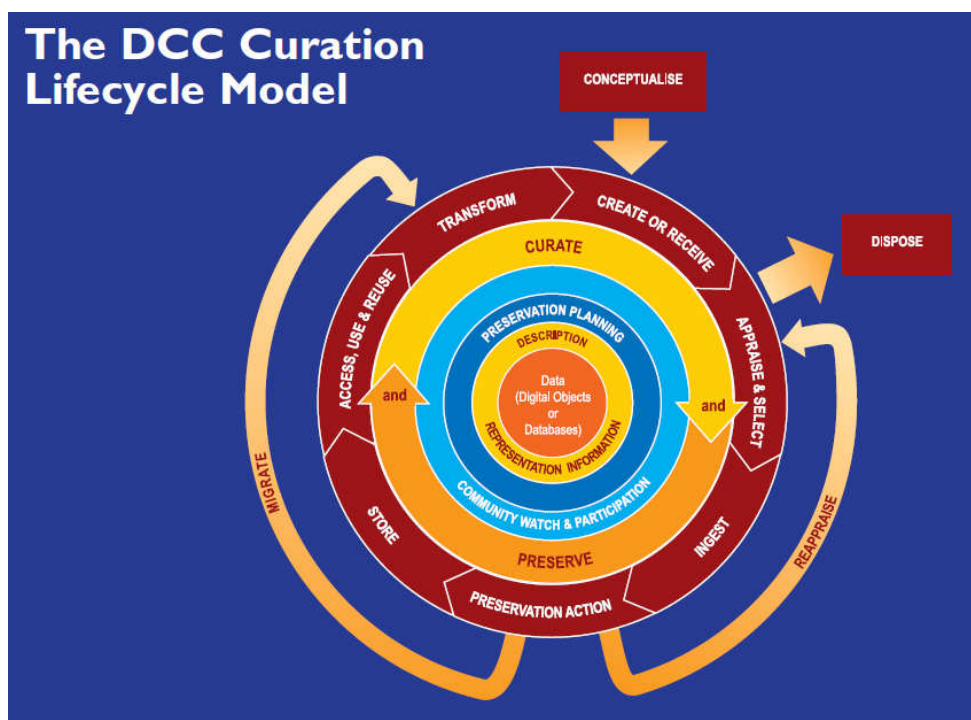 The DCC Curation
Lifecycle Model
CONCEPTUALISE
DISPOSE
TRANSFORM
CREATE OR RECEIVE
APPRAISE & SELECT
INGEST
PRESERVATION ACTION
STORE
ACCESS, USE & REUSE
CURATE
and
PRESERVE
and
COMMUNITY WATCH & PARTICIPATION
PRESERVATION PLANNING
DESCRIPTION
REPRESENTATION INFORMATION
Data
(Digital Objects
or
Databases)
MIGRATE
REAPPRAISE